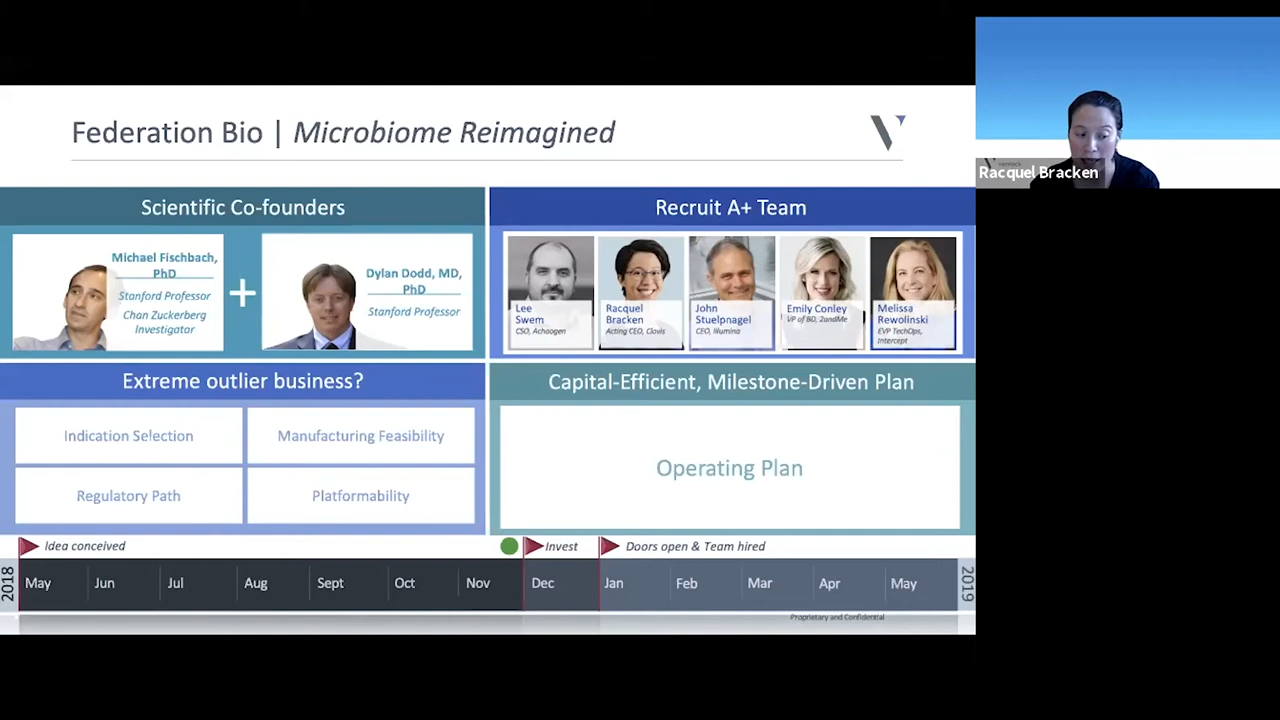 Federation Bio | Microbiome Reimagined
Racquel Bracken
Scientific Co-founders
Michael Fischbach,
PhD
Stanford Professor
Chan Zuckerberg
Investigator
+
Dylan Dodd, MD,
PhD
Stanford Professor
Recruit A+ Team
Lee
Swem
CSO, Achaogen
Racquel
Bracken
Acting CEO, Clovis
John
Stuelpnagel
CEO, Illumina
Emily Conley
VP of BD, 2andMe
Melissa
Rewolinski
EVP TechOps,
Intercept
Extreme outlier business?
Indication Selection
Manufacturing Feasibility
Regulatory Path
Platformability
Capital-Efficient, Milestone-Driven Plan
Operating Plan
Idea conceived
Invest
Doors open & Team hired
2018
May
Jun
Jul
Aug
Sept
Oct
Nov
Dec
Jan
Feb
Mar
Apr
May
2019
Proprietary and Confidential